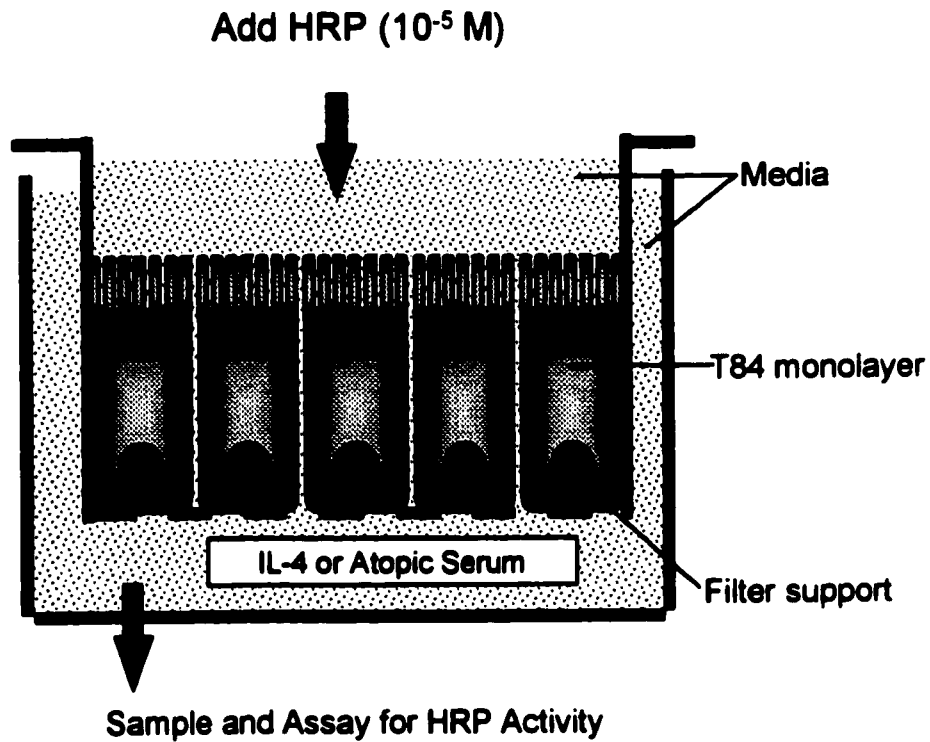 Add HRP (10⁻⁵ M)
Media
T84 monolayer
IL-4 or Atopic Serum
Filter support
Sample and Assay for HRP Activity